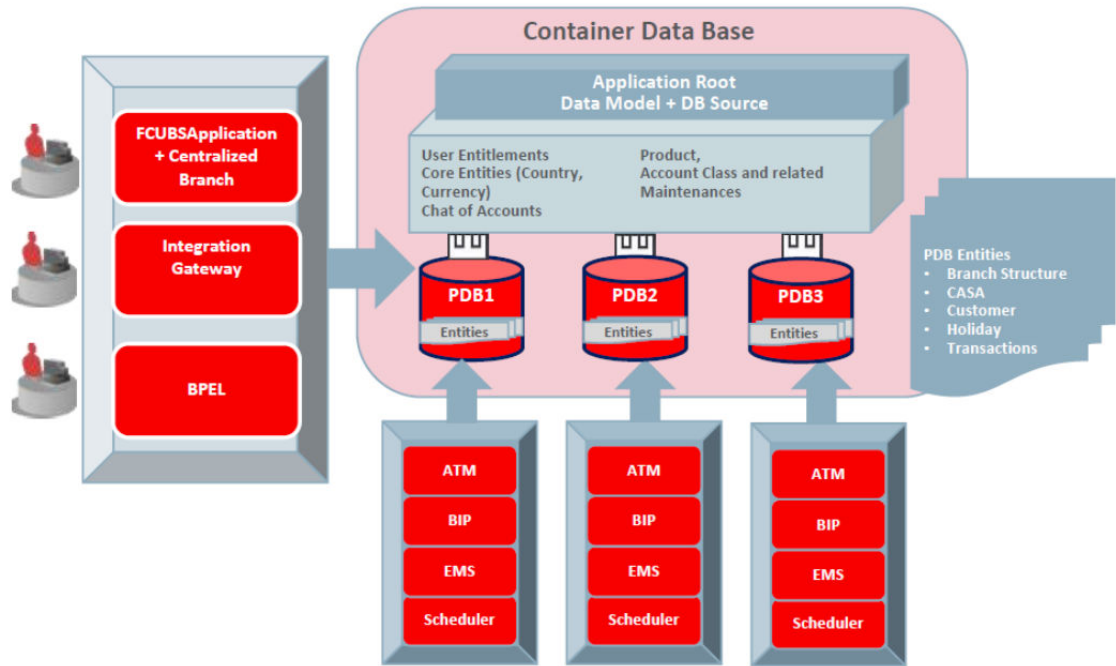 Container Data Base
Application Root
Data Model + DB Source
User Entitlements
Core Entities (Country,
Currency)
Chat of Accounts
Product,
Account Class and related
Maintenances
FCUBSApplication
+ Centralized
Branch
Integration
Gateway
BPEL
PDB1
Entities
PDB2
Entities
PDB3
Entities
PDB Entities
• Branch Structure
• CASA
• Customer
• Holiday
• Transactions
ATM
BIP
EMS
Scheduler
ATM
BIP
EMS
Scheduler
ATM
BIP
EMS
Scheduler